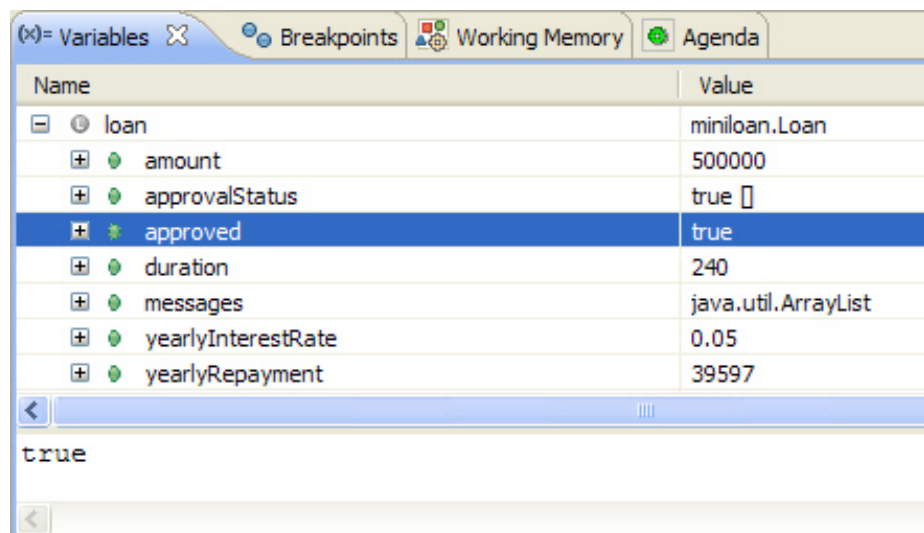 (x)= Variables Breakpoints Working Memory Agenda
Name Value
loan miniloan.Loan
amount 500000
approvalStatus true []
approved true
duration 240
messages java.util.ArrayList
yearlyInterestRate 0.05
yearlyRepayment 39597
true